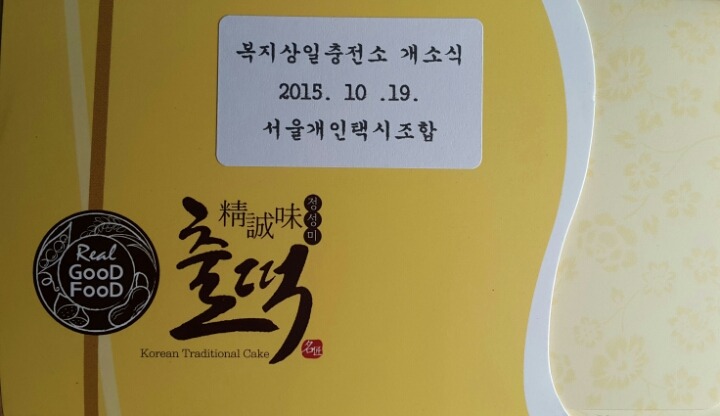 복지상일충전소 개소식
2015. 10 .19.
서울개인택시조합
精誠味
정성미
출떡
Real
GooD
FooD
Korean Traditional Cake